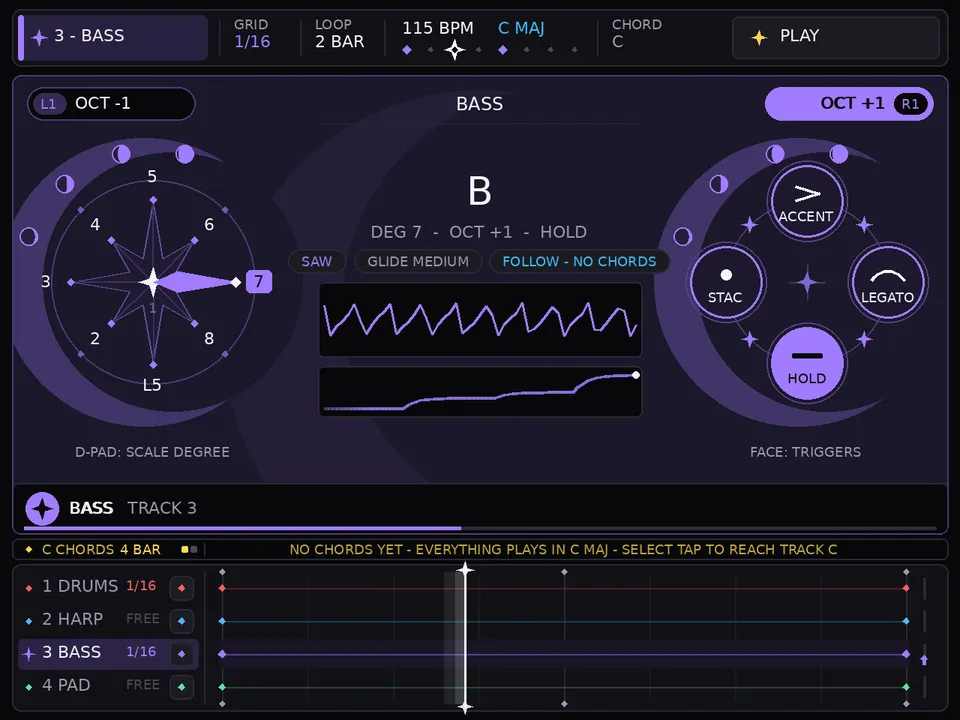 3 - BASS
GRID
1/16
LOOP
2 BAR
115 BPM
C MAJ
CHORD
C
PLAY
L1 OCT -1
BASS
OCT +1 R1
5
4
6
3
7
1
2
8
L5
D-PAD: SCALE DEGREE
B
DEG 7 - OCT +1 - HOLD
SAW
GLIDE MEDIUM
FOLLOW - NO CHORDS
ACCENT
STAC
LEGATO
HOLD
FACE: TRIGGERS
BASS TRACK 3
C CHORDS 4 BAR
NO CHORDS YET - EVERYTHING PLAYS IN C MAJ - SELECT TAP TO REACH TRACK C
1 DRUMS 1/16
2 HARP FREE
3 BASS 1/16
4 PAD FREE